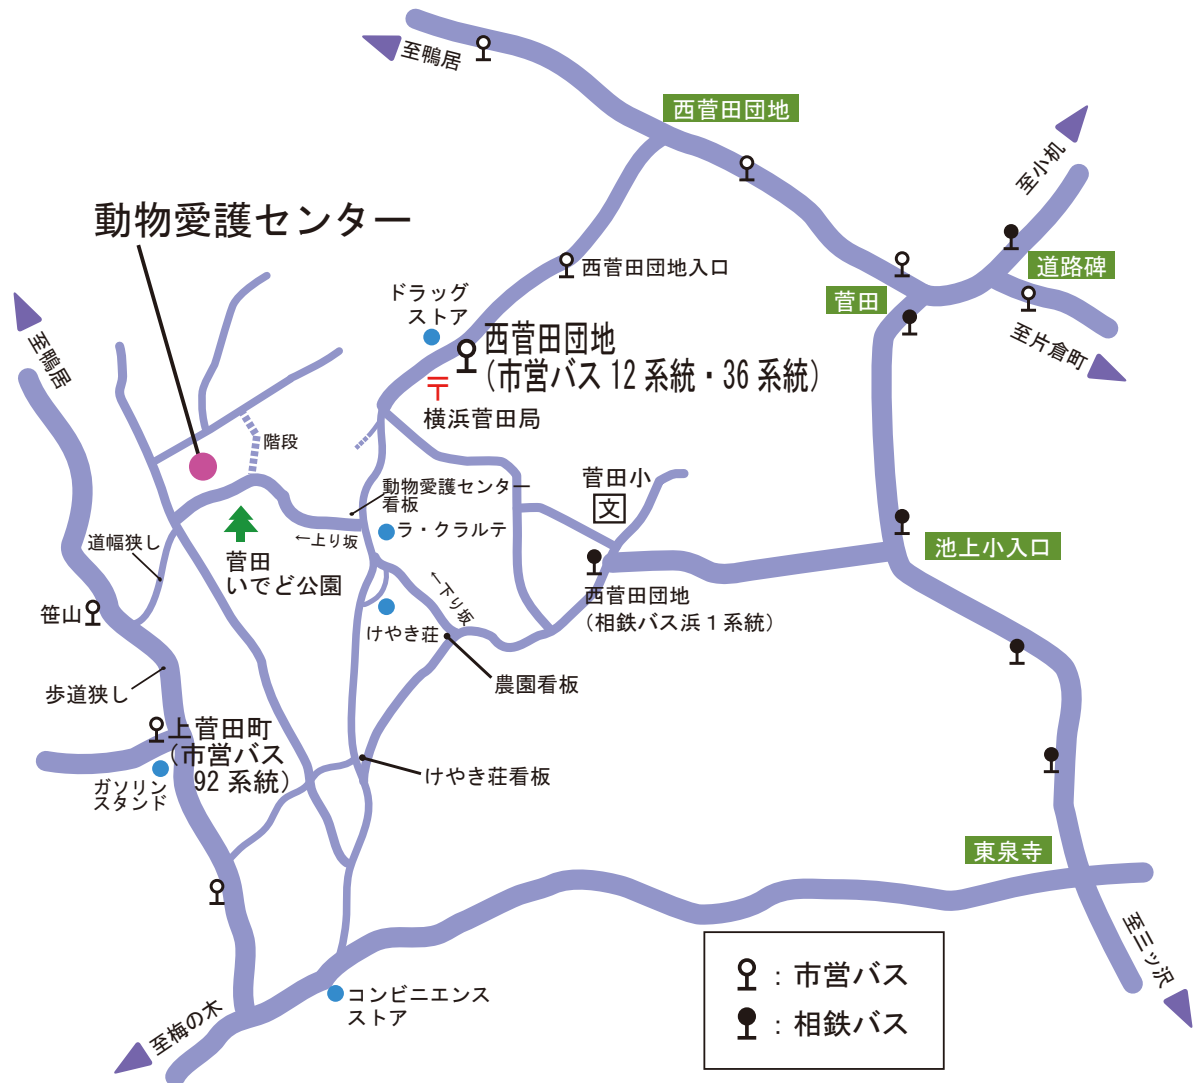 至鴨居
西菅田団地
至小机
動物愛護センター
西菅田団地入口
道路碑
菅田
ドラッグ
ストア
至鴨居
西菅田団地
(市営バス12系統・36系統)
至片倉町
〒
横浜菅田局
階段
菅田小
文
動物愛護センター
看板
ラ・クラルテ
←上り坂
道幅狭し
菅田
いでど公園
池上小入口
←下り坂
西菅田団地
(相鉄バス浜1系統)
笹山
けやき荘
農園看板
歩道狭し
上菅田町
(市営バス
92系統)
ガソリン
スタンド
けやき荘看板
東泉寺
至三ッ沢
:市営バス
:相鉄バス
コンビニエンス
ストア
至梅の木